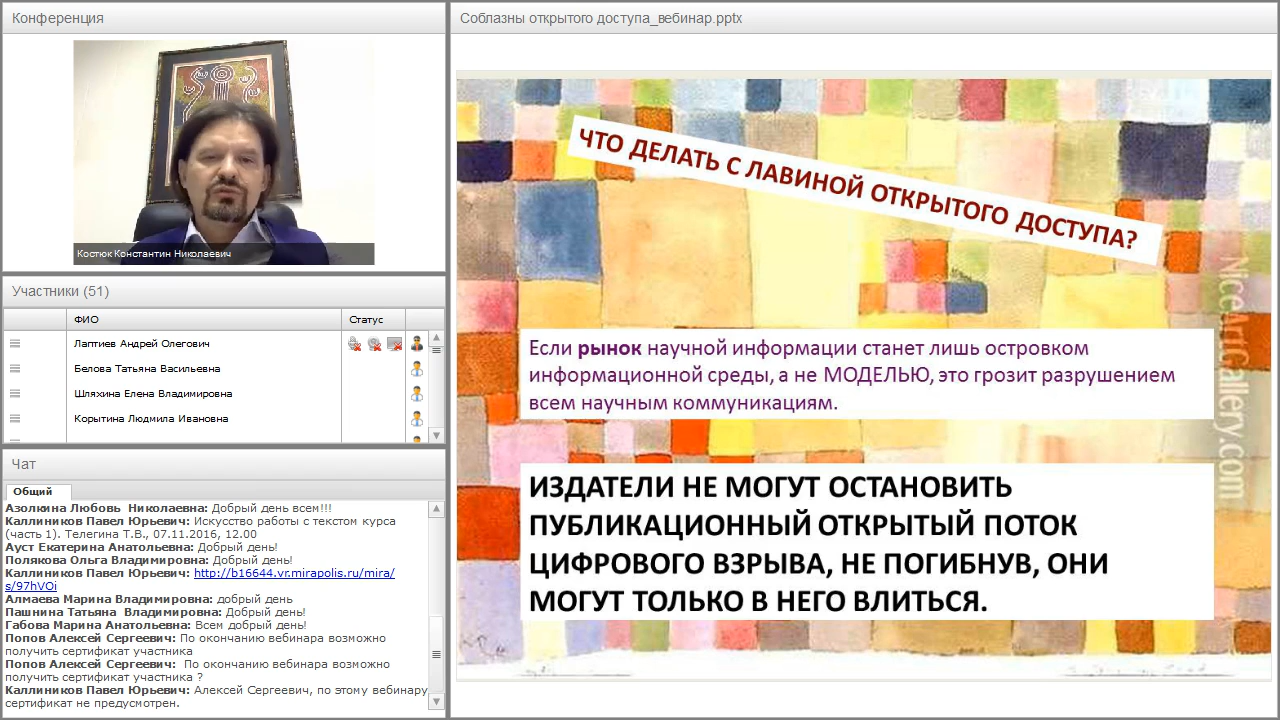 Конференция
Костюк Константин Николаевич
Участники (51)
ФИО
Статус
Лаптиев Андрей Олегович
Белова Татьяна Васильевна
Шляхина Елена Владимировна
Корытина Людмила Ивановна
Чат
Общий
Азолкина Любовь Николаевна: Добрый день всем!!!
Каллиников Павел Юрьевич: Искусство работы с текстом курса
(часть 1). Телегина Т.В., 07.11.2016, 12.00
Ауст Екатерина Анатольевна: Добрый день!
Полякова Ольга Владимировна: Добрый день!
Каллиников Павел Юрьевич: http://b16644.vr.mirapolis.ru/mira/
s/97hVOi
Алмаева Марина Владимировна: добрый день
Пашнина Татьяна Владимировна: Добрый день!
Габова Марина Анатольевна: Всем добрый день!
Попов Алексей Сергеевич: По окончанию вебинара возможно
получить сертификат участника
Попов Алексей Сергеевич: По окончанию вебинара возможно
получить сертификат участника ?
Каллиников Павел Юрьевич: Алексей Сергеевич, по этому вебинару
сертификат не предусмотрен.
Соблазны открытого доступа_вебинар.pptx
ЧТО ДЕЛАТЬ С ЛАВИНОЙ ОТКРЫТОГО ДОСТУПА?
Если рынок научной информации станет лишь островком
информационной среды, а не МОДЕЛЬЮ, это грозит разрушением
всем научным коммуникациям.
ИЗДАТЕЛИ НЕ МОГУТ ОСТАНОВИТЬ
ПУБЛИКАЦИОННЫЙ ОТКРЫТЫЙ ПОТОК
ЦИФРОВОГО ВЗРЫВА, НЕ ПОГИБНУВ, ОНИ
МОГУТ ТОЛЬКО В НЕГО ВЛИТЬСЯ.
NiceArtGallery.com